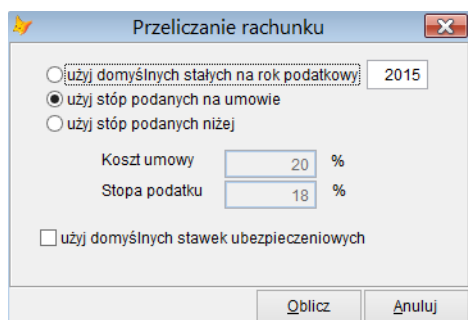 Przeliczanie rachunku
użyj domyślnych stałych na rok podatkowy 2015
użyj stóp podanych na umowie
użyj stóp podanych niżej
Koszt umowy 20 %
Stopa podatku 18 %
użyj domyślnych stawek ubezpieczeniowych
Oblicz Anuluj